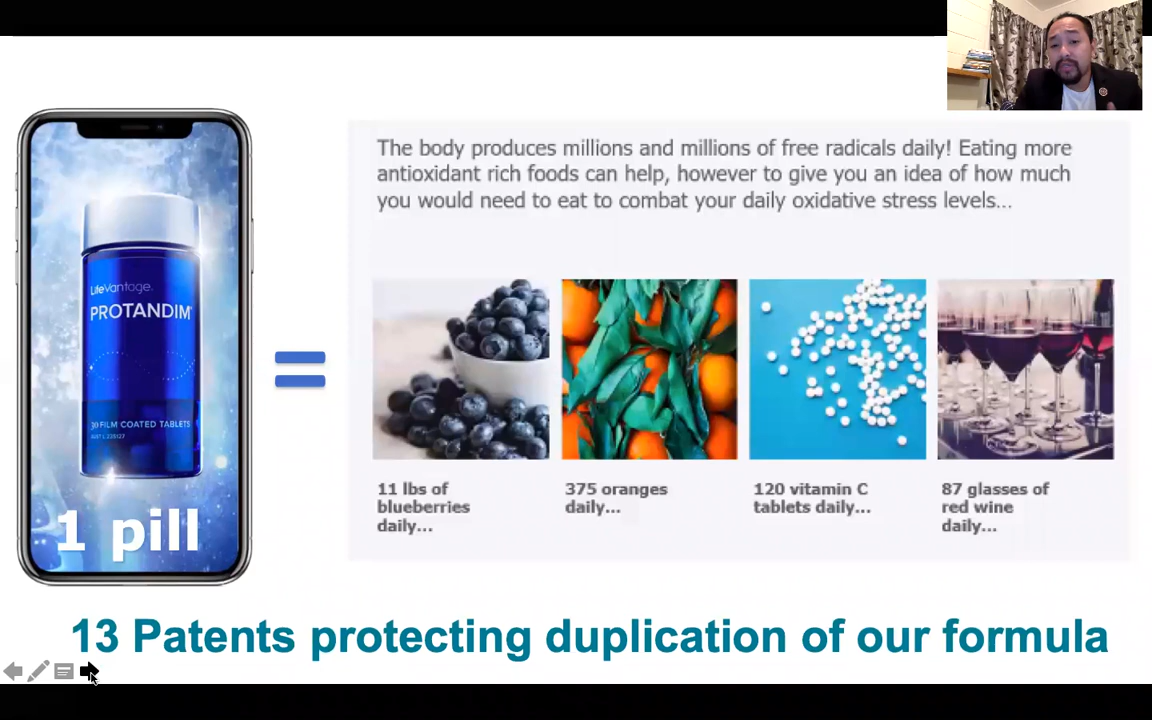 The body produces millions and millions of free radicals daily! Eating more
antioxidant rich foods can help, however to give you an idea of how much
you would need to eat to combat your daily oxidative stress levels...
LifeVantage.
PROTANDIM
30 FILM COATED TABLETS
1 pill
11 lbs of
blueberries
daily...
375 oranges
daily...
120 vitamin C
tablets daily...
87 glasses of
red wine
daily...
13 Patents protecting duplication of our formula